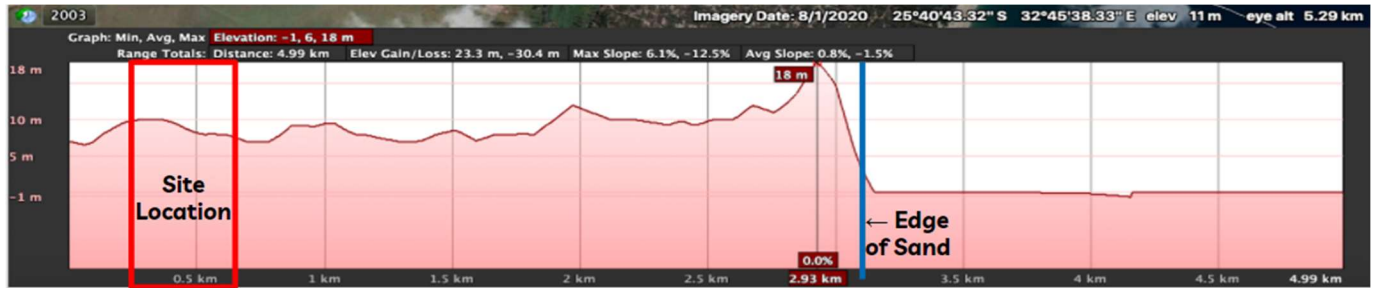 2003
Imagery Date: 8/1/2020 25°40'43.32" S 32°45'38.33" E elev 11 m eye alt 5.29 km
Graph: Min, Avg, Max Elevation: -1, 6, 18 m
Range Totals: Distance: 4.99 km Elev Gain/Loss: 23.3 m, -30.4 m Max Slope: 6.1%, -12.5% Avg Slope: 0.8%, -1.5%
18 m
18 m
10 m
5 m
-1 m
Site
Location
← Edge
of Sand
0.0%
0.5 km 1 km 1.5 km 2 km 2.5 km 2.93 km 3.5 km 4 km 4.5 km 4.99 km